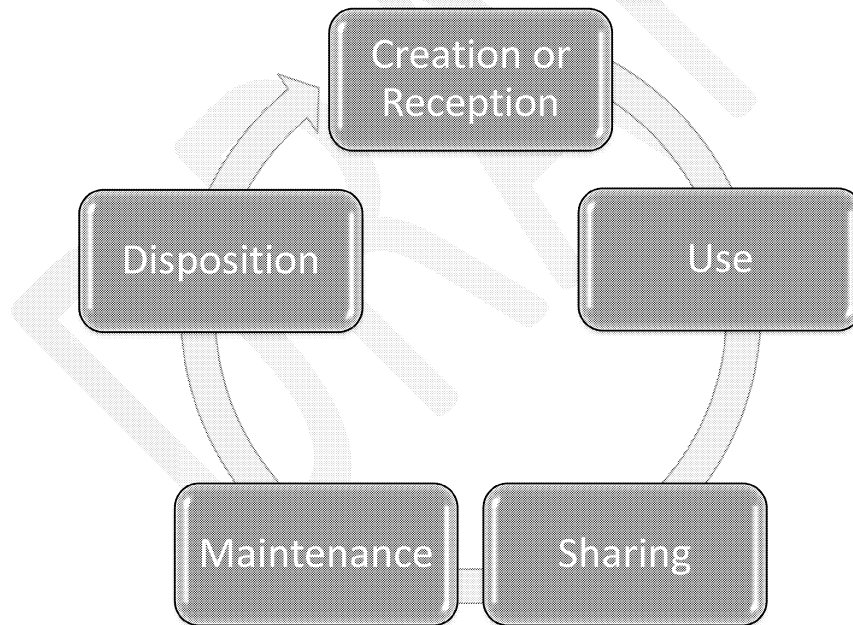 Creation or
Reception
Use
Sharing
Maintenance
Disposition